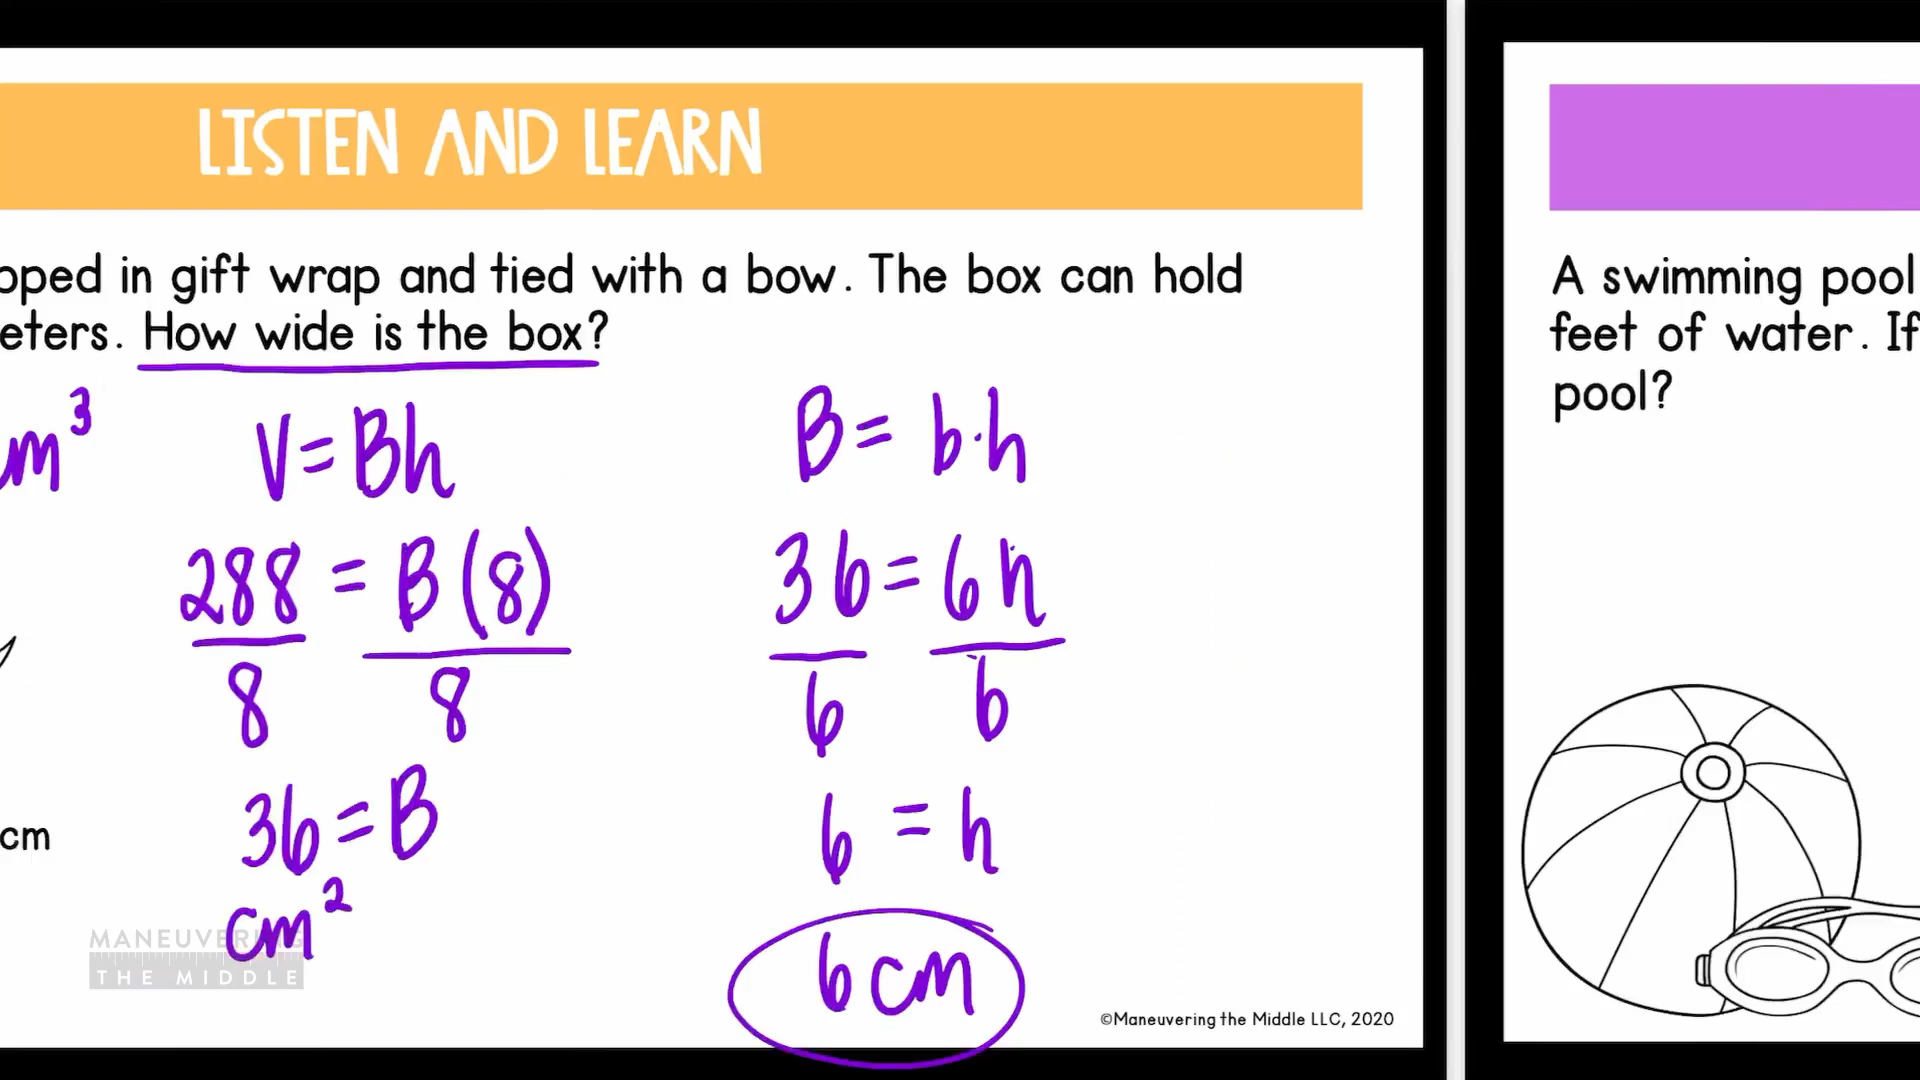 LISTEN AND LEARN
in gift wrap and tied with a bow. The box can hold
How wide is the box?
m³
V = Bh
288 = B(8)
8 8
36 = B
cm²
B = b·h
36 = 6h
6 6
6 = h
6 cm
cm
MANEUVERING
THE MIDDLE
©Maneuvering the Middle LLC, 2020
A swimming pool
feet of water. If
pool?